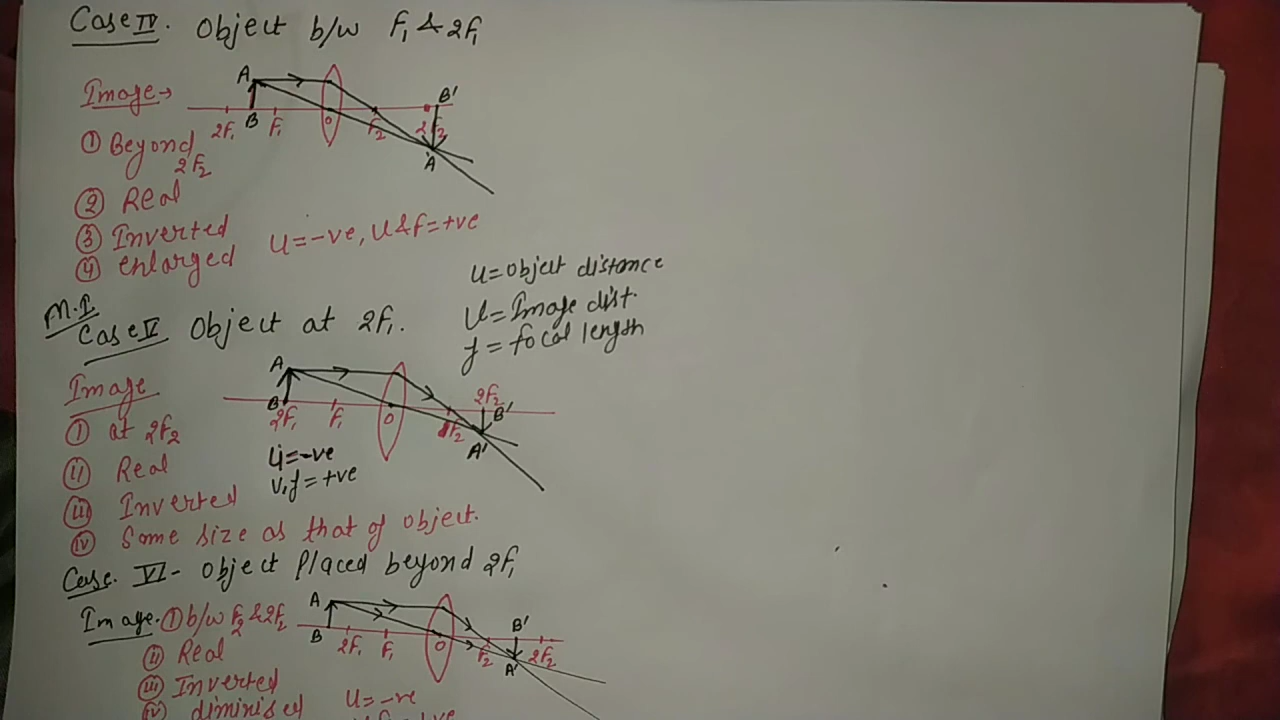 Case IV. Object b/w F₁ & 2F₁
Image→
A
B'
2F₁ B F₁ O F₂ 2F₂
A
① Beyond 2F₂
② Real
③ Inverted
④ enlarged
u=-ve, v & f=+ve
u=object distance
v=Image dist.
f=focal length
M.I
Case V Object at 2F₁.
Image
A
B
2F₂
B'
2F₁ F₁ O F₂
A'
① at 2F₂
② Real
③ Inverted
④ Same size as that of object.
u=-ve
v,f=+ve
Case. VI- Object Placed beyond 2F₁
Image. ① b/w F₂ & 2F₂
A
B'
B 2F₁ F₁ O F₂ 2F₂
A'
② Real
③ Inverted
④ diminised
u=-ve